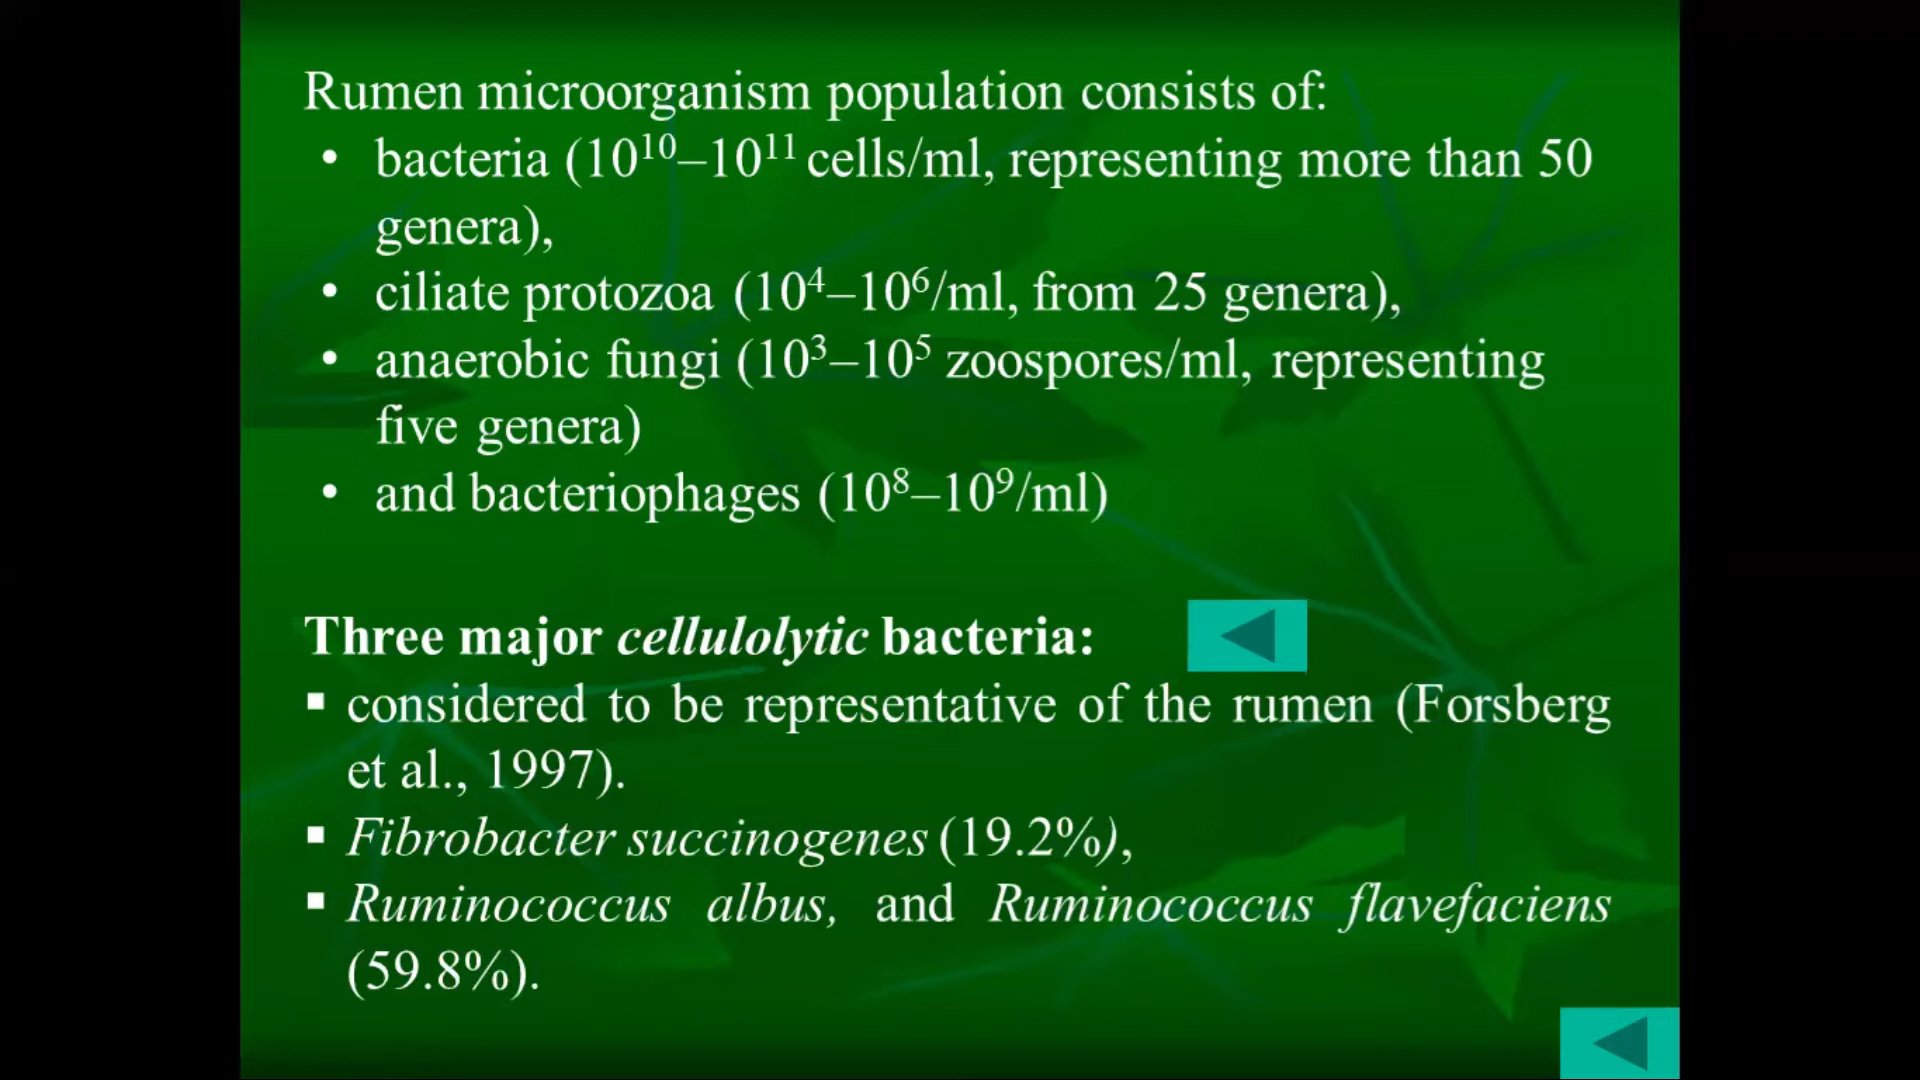 Rumen microorganism population consists of:
• bacteria (10¹⁰–10¹¹ cells/ml, representing more than 50
genera),
• ciliate protozoa (10⁴–10⁶/ml, from 25 genera),
• anaerobic fungi (10³–10⁵ zoospores/ml, representing
five genera)
• and bacteriophages (10⁸–10⁹/ml)
Three major cellulolytic bacteria:
▪ considered to be representative of the rumen (Forsberg
et al., 1997).
▪ Fibrobacter succinogenes (19.2%),
▪ Ruminococcus albus, and Ruminococcus flavefaciens
(59.8%).